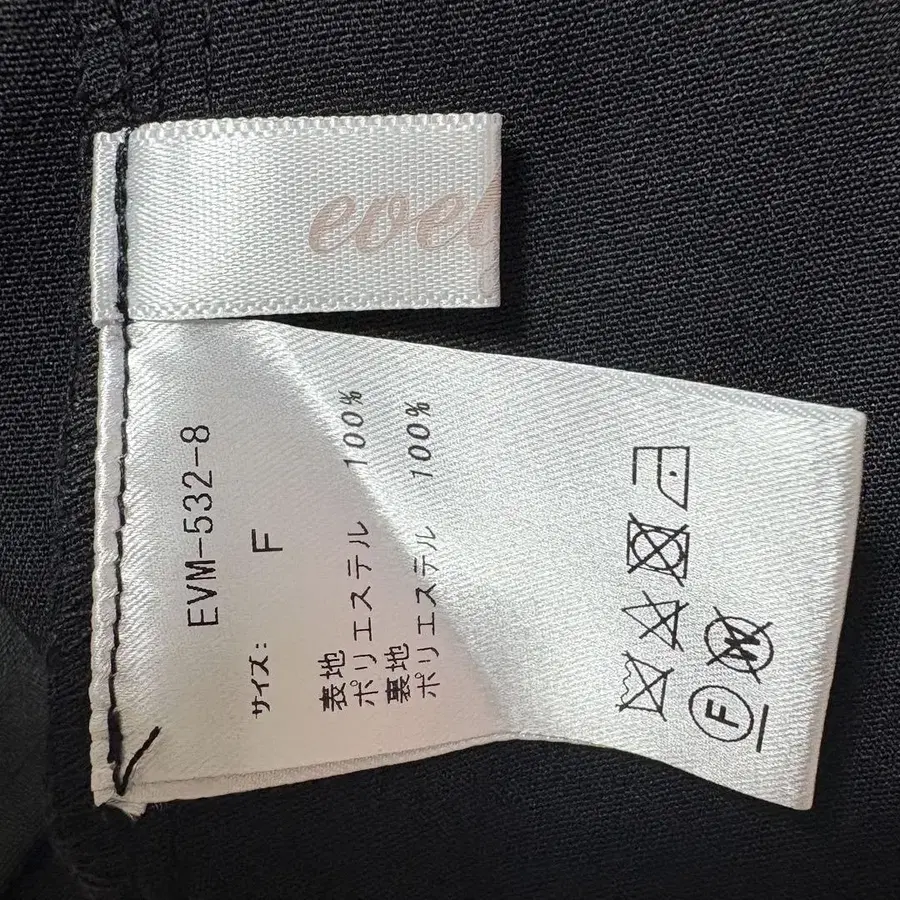 eve
EVM-532-8
サイズ: F
表地
ポリエステル 100%
裏地
ポリエステル 100%
F
W